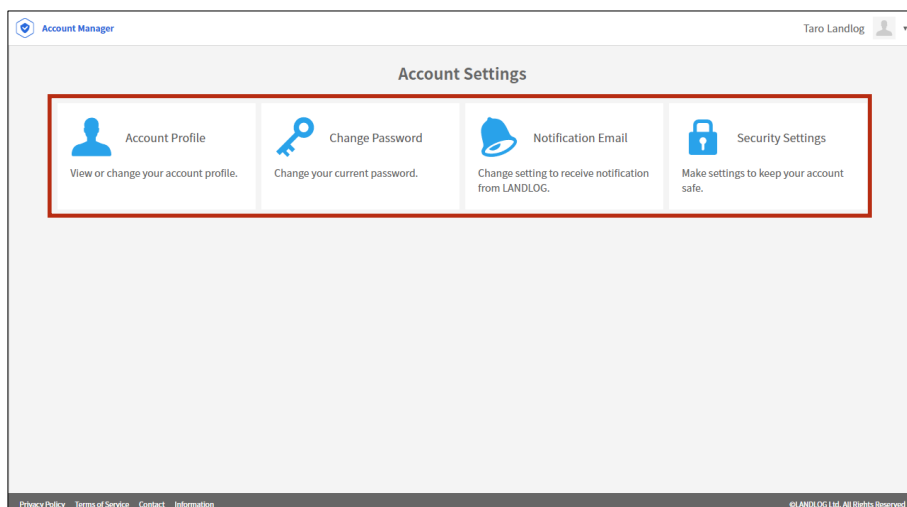 Account Manager
Taro Landlog
Account Settings
Account Profile
View or change your account profile.
Change Password
Change your current password.
Notification Email
Change setting to receive notification
from LANDLOG.
Security Settings
Make settings to keep your account
safe.
Privacy Policy Terms of Service Contact Information
©LANDLOG Ltd. All Rights Reserved